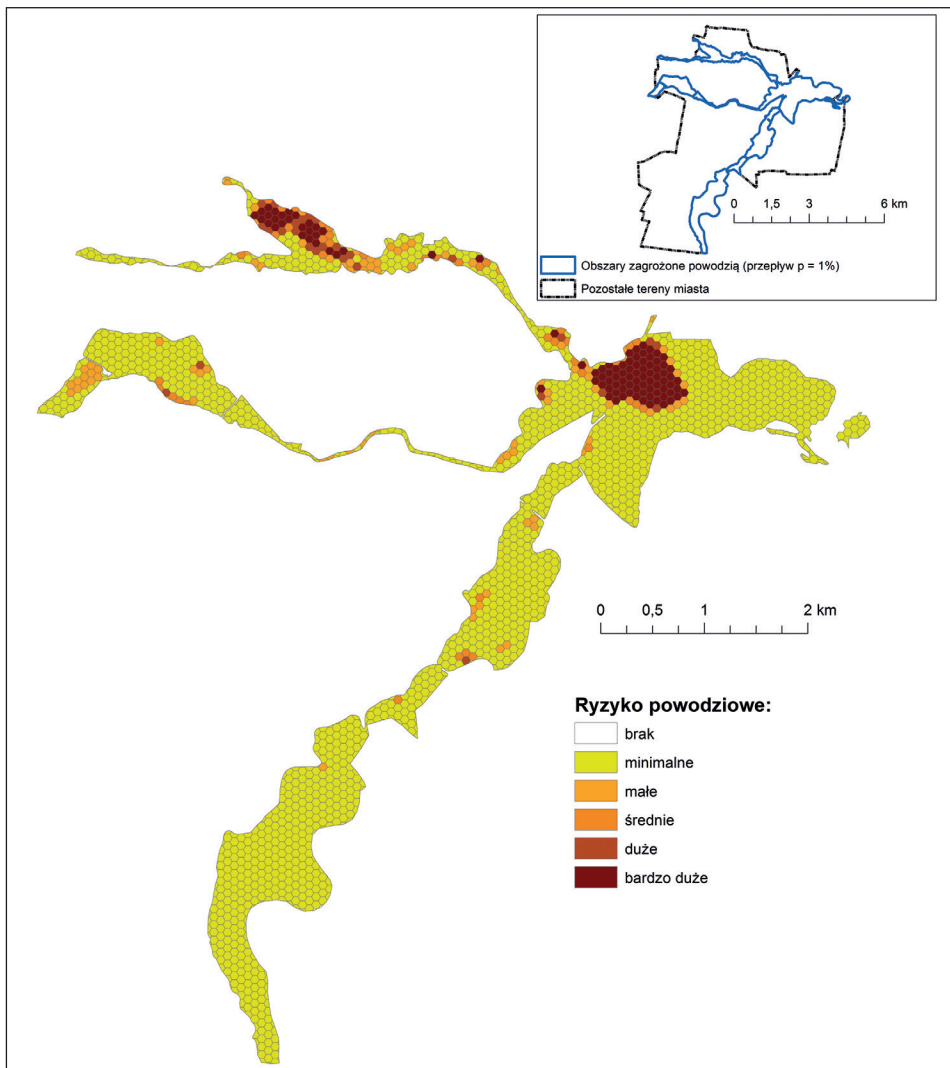 0 1,5 3 6 km
Obszary zagrożone powodzią (przepływ p = 1%)
Pozostałe tereny miasta
0 0,5 1 2 km
Ryzyko powodziowe:
brak
minimalne
małe
średnie
duże
bardzo duże